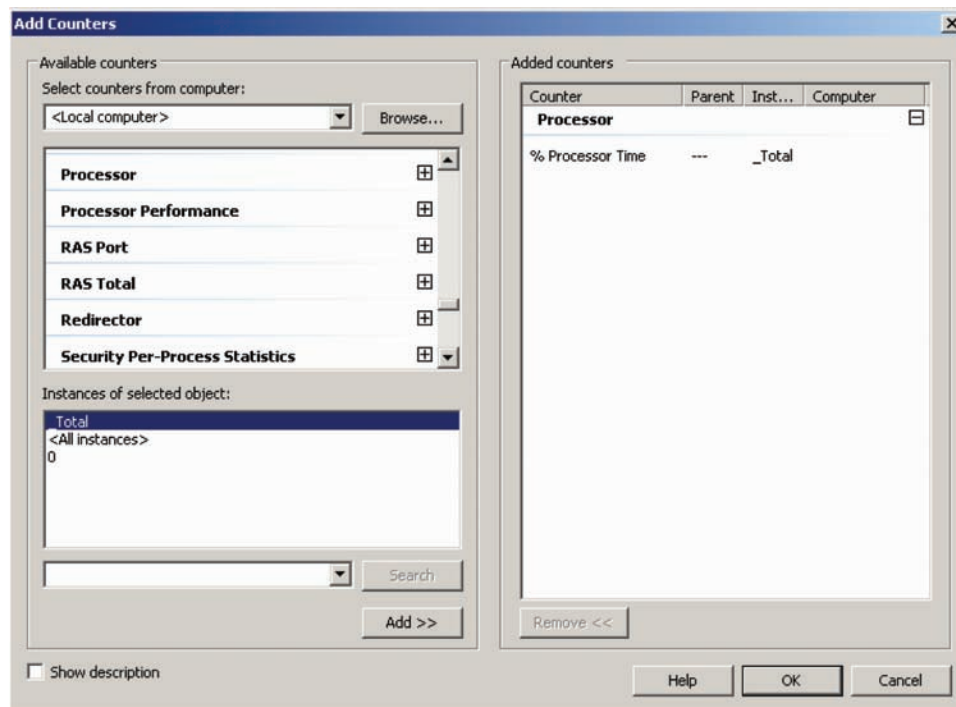 Add Counters
Available counters
Select counters from computer:
<Local computer>
Browse...
Processor
Processor Performance
RAS Port
RAS Total
Redirector
Security Per-Process Statistics
Instances of selected object:
_Total
<All instances>
0
Search
Add >>
Show description
Added counters
Counter Parent Inst... Computer
Processor
% Processor Time --- _Total
Remove <<
Help OK Cancel